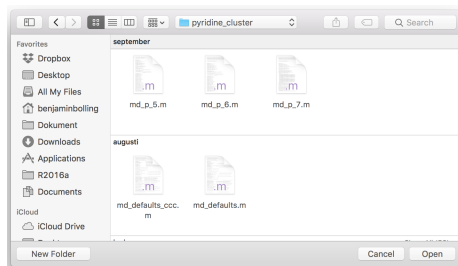 pyridine_cluster
Search
Favorites
Dropbox
Desktop
All My Files
benjaminbolling
Dokument
Downloads
Applications
R2016a
Documents
iCloud
iCloud Drive
september
.m
.m
.m
md_p_5.m
md_p_6.m
md_p_7.m
augusti
.m
.m
md_defaults_ccc.
m
md_defaults.m
New Folder
Cancel
Open